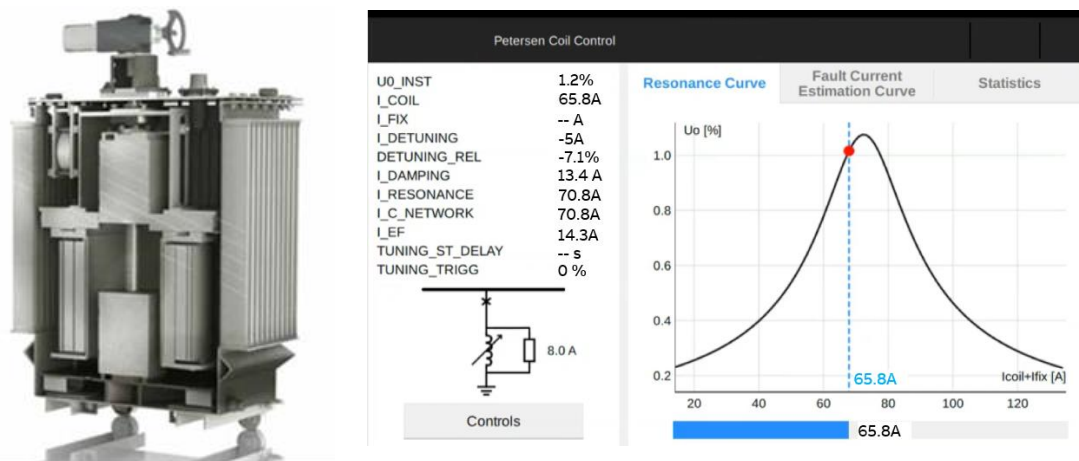 Petersen Coil Control
U0_INST 1.2%
I_COIL 65.8A
I_FIX -- A
I_DETUNING -5A
DETUNING_REL -7.1%
I_DAMPING 13.4 A
I_RESONANCE 70.8A
I_C_NETWORK 70.8A
I_EF 14.3A
TUNING_ST_DELAY -- s
TUNING_TRIGG 0 %
8.0 A
Controls
Resonance Curve
Fault Current
Estimation Curve
Statistics
Uo [%]
1.0
0.8
0.6
0.4
0.2
65.8A
Icoil+Ifix [A]
20 40 60 80 100 120
65.8A